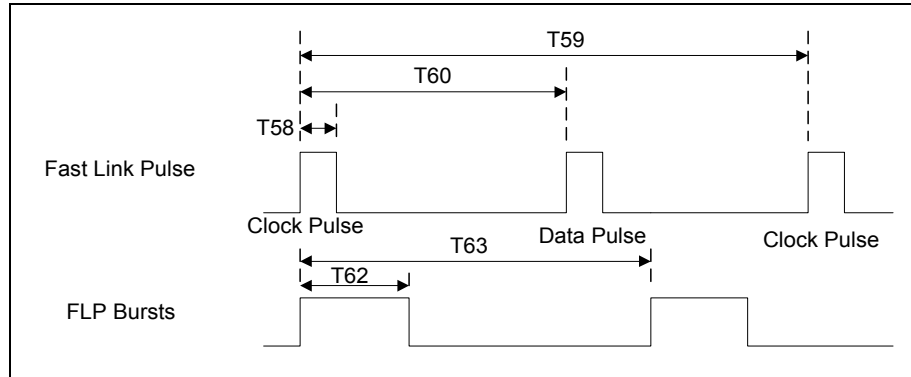 T59
T60
T58
Fast Link Pulse
Clock Pulse
Data Pulse
Clock Pulse
T63
T62
FLP Bursts